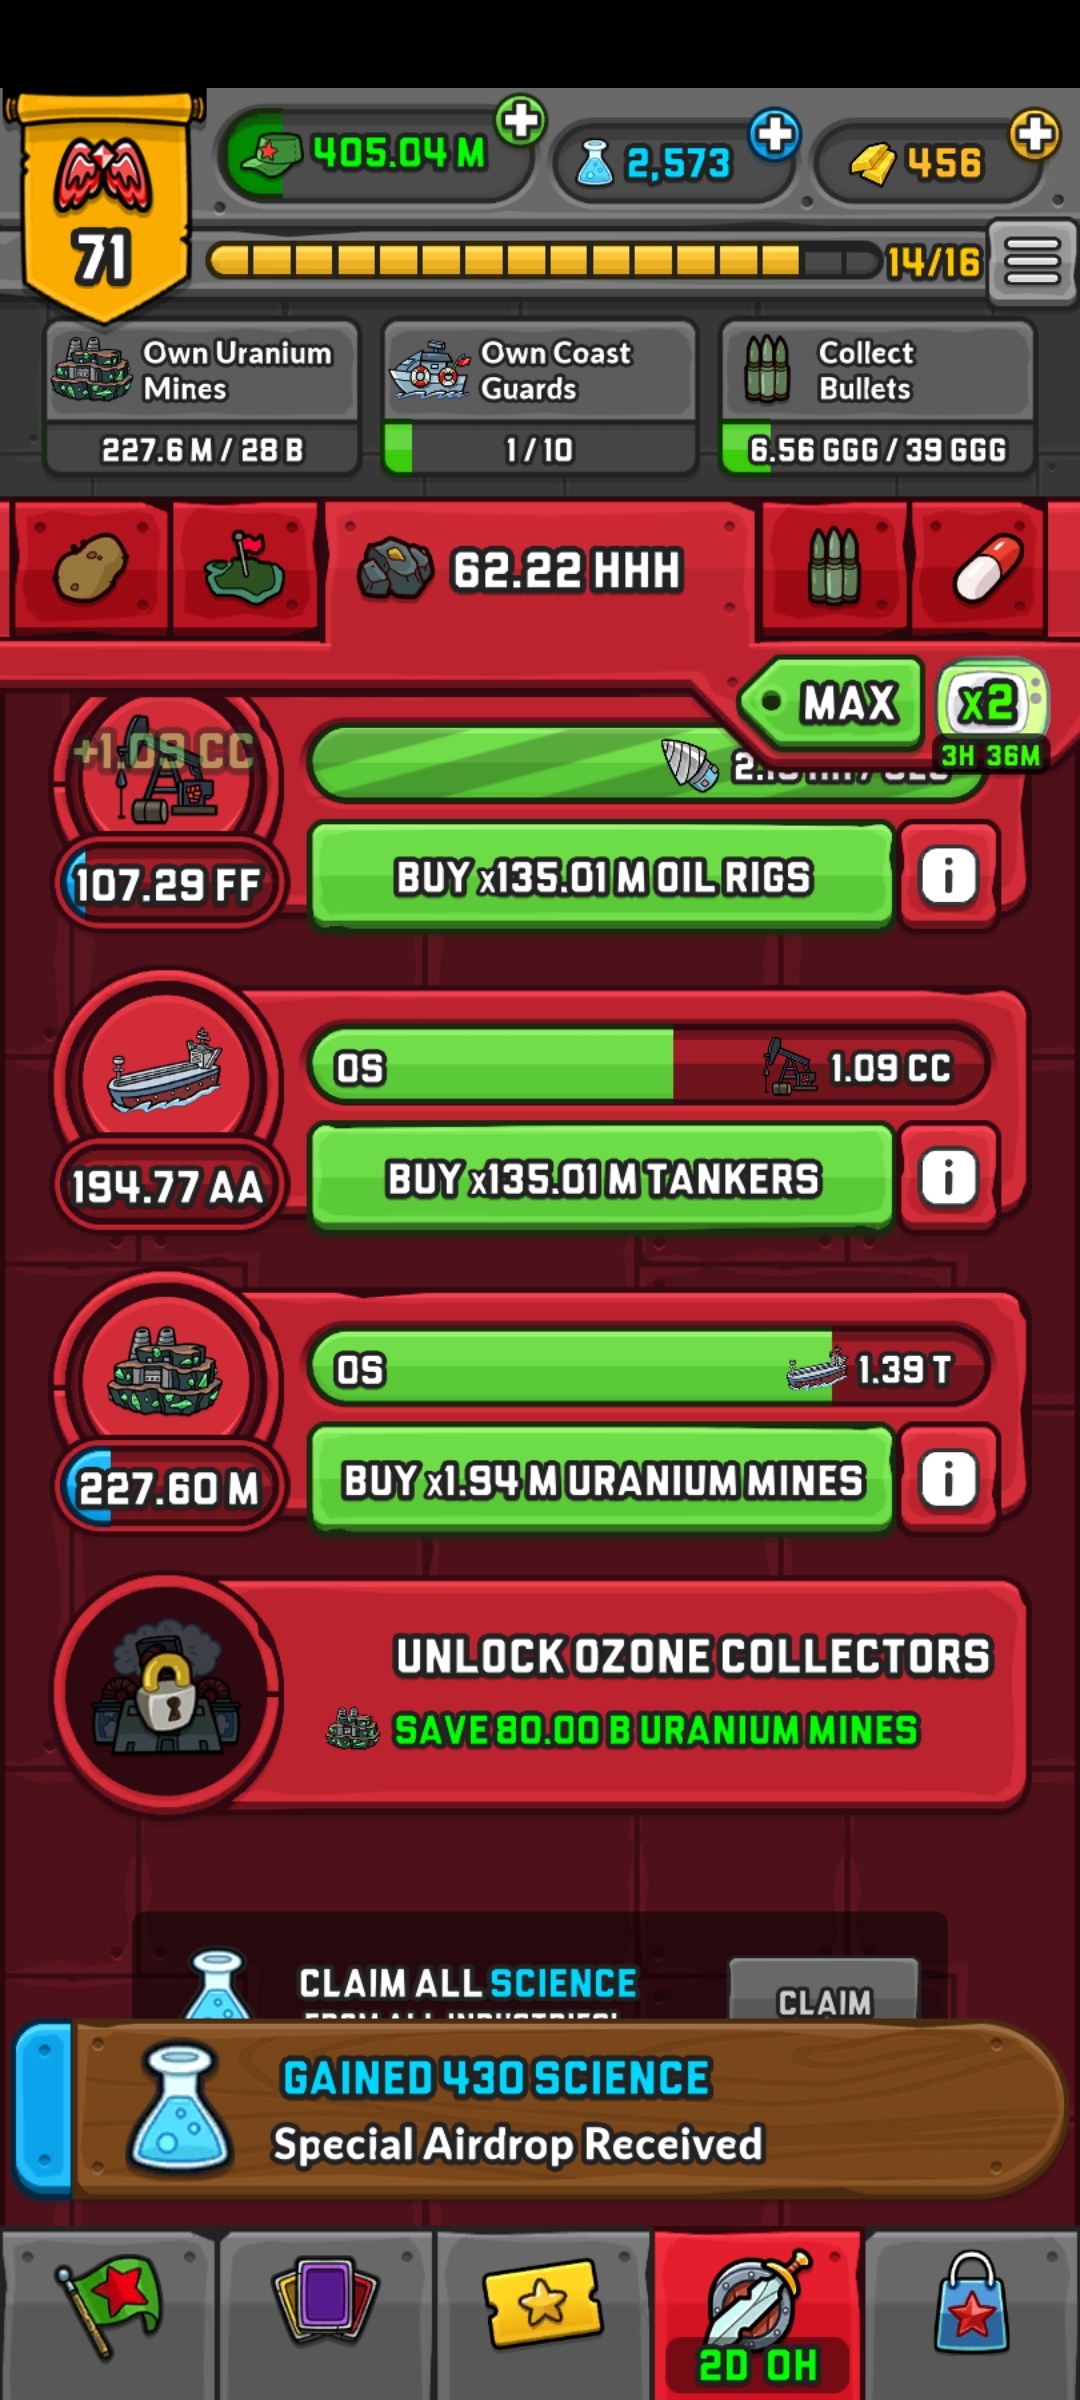 405.04 M
2,573
456
71
14/16
Own Uranium
Mines
227.6 M / 28 B
Own Coast
Guards
1 / 10
Collect
Bullets
6.56 GGG / 39 GGG
62.22 HHH
MAX
x2
3H 36M
+1.09 CC
107.29 FF
BUY x135.01 M OIL RIGS
i
0S
1.09 CC
194.77 AA
BUY x135.01 M TANKERS
i
0S
1.39 T
227.60 M
BUY x1.94 M URANIUM MINES
i
UNLOCK OZONE COLLECTORS
SAVE 80.00 B URANIUM MINES
CLAIM ALL SCIENCE
CLAIM
GAINED 430 SCIENCE
Special Airdrop Received
2D 0H